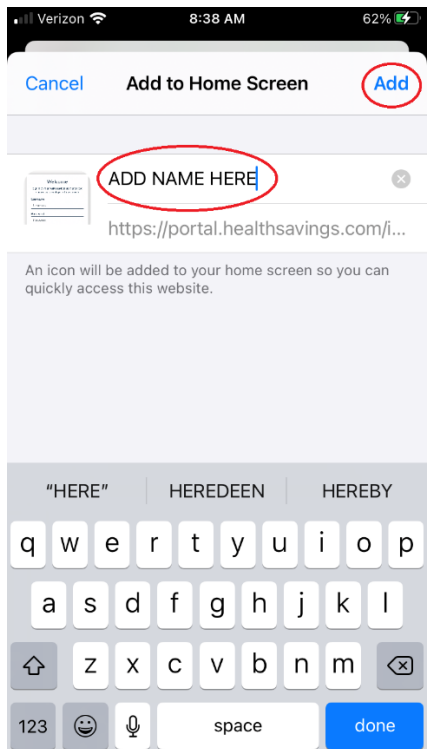 Verizon 8:38 AM 62%
Cancel Add to Home Screen Add
Welcome
ADD NAME HERE
https://portal.healthsavings.com/i...
An icon will be added to your home screen so you can
quickly access this website.
“HERE” HEREDEEN HEREBY
q w e r t y u i o p
a s d f g h j k l
z x c v b n m
123 space done